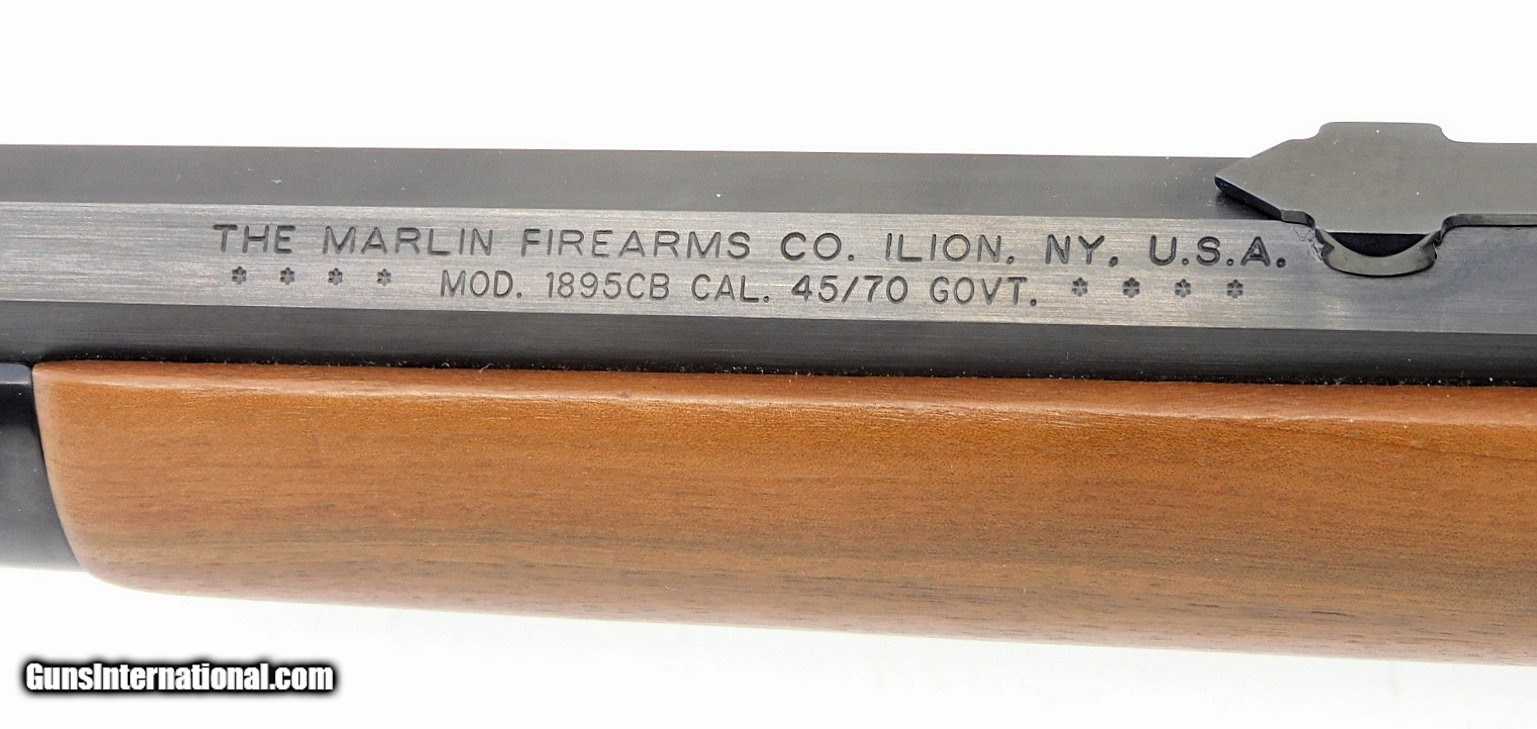 THE MARLIN FIREARMS CO. ILION, NY, U.S.A.
**** MOD. 1895CB CAL. 45/70 GOVT. ****
GunsInternational.com